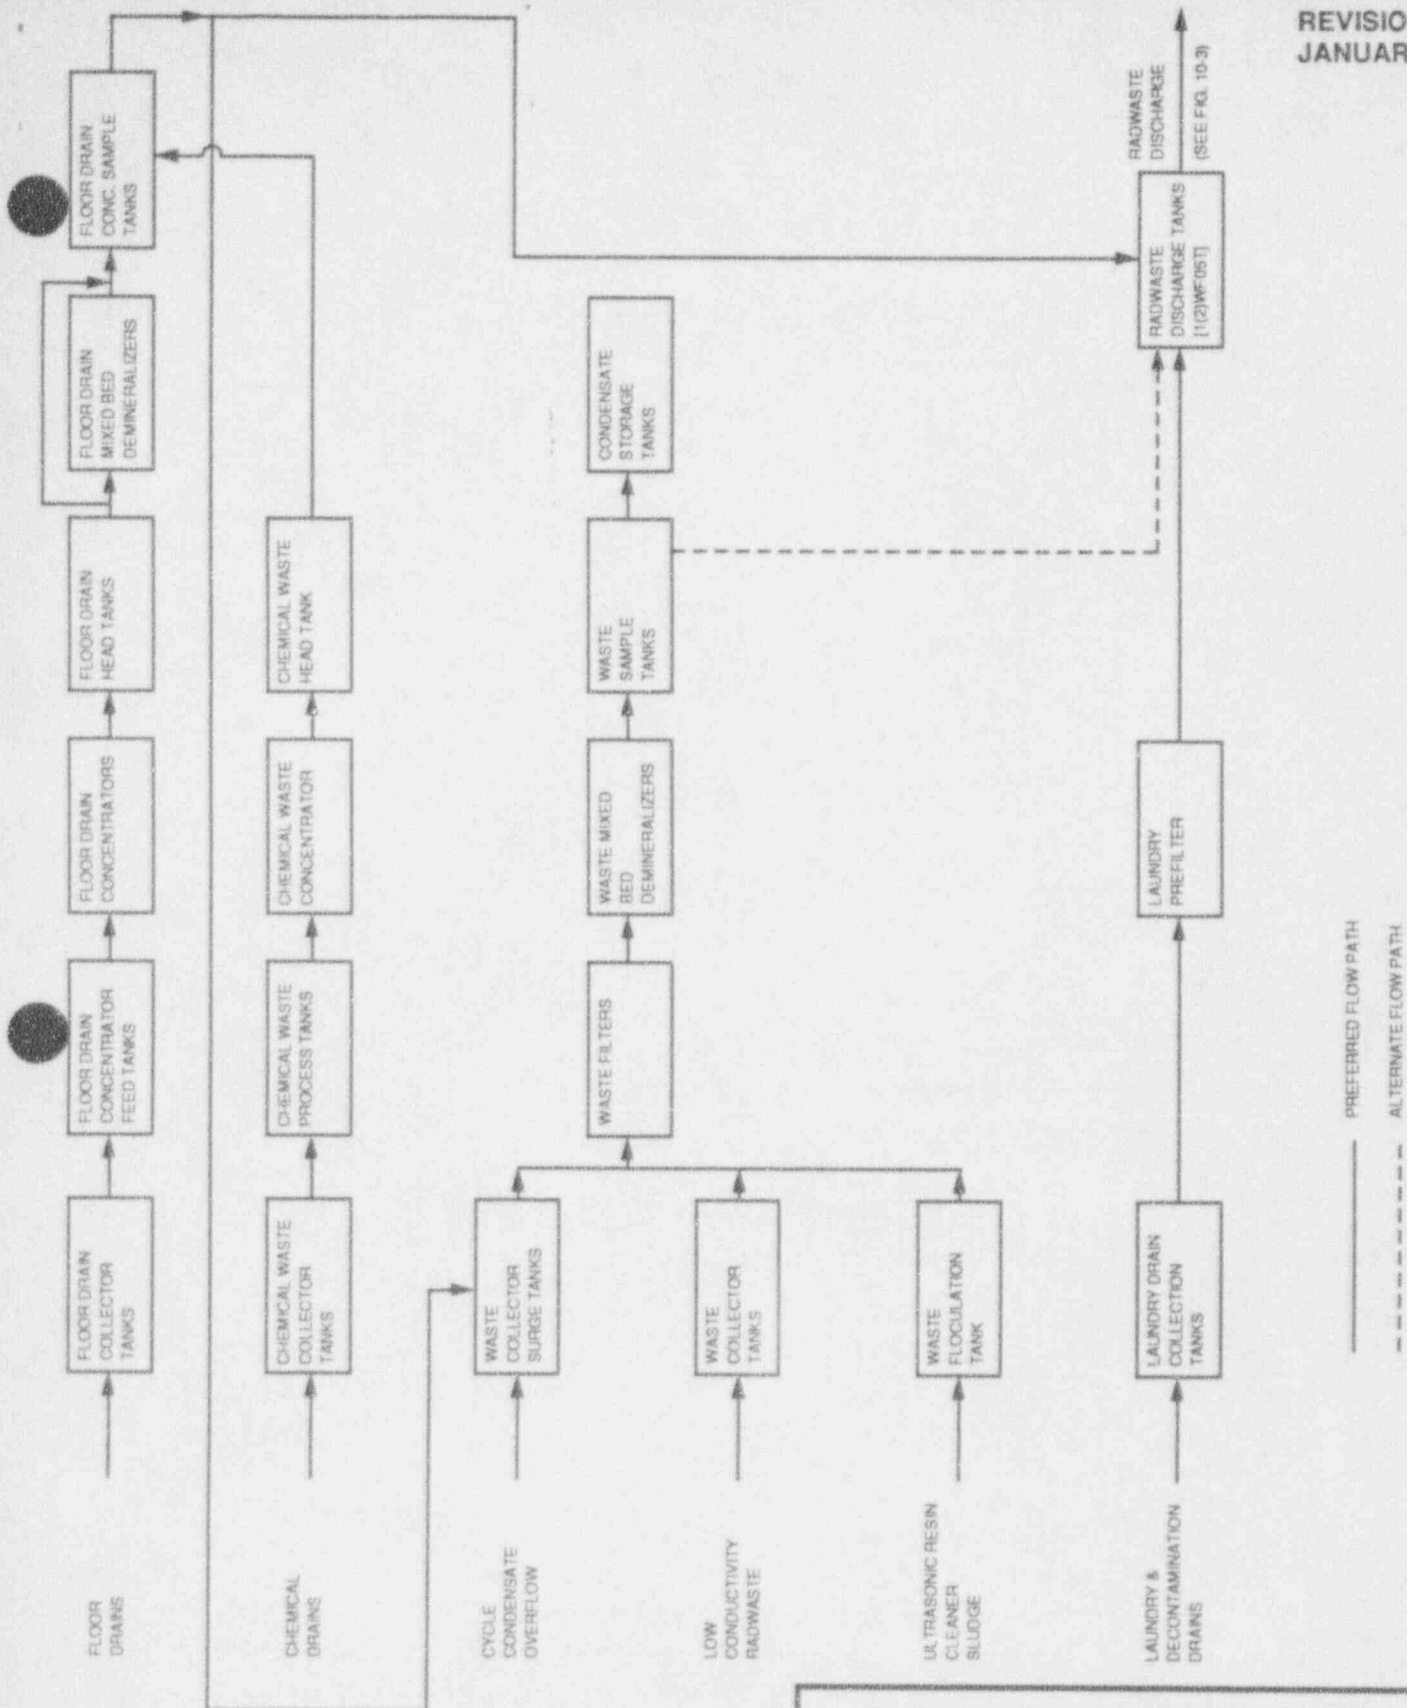 REVISIO
JANUAR
FLOOR
DRAINS
FLOOR DRAIN
COLLECTOR
TANKS
FLOOR DRAIN
CONCENTRATOR
FEED TANKS
FLOOR DRAIN
CONCENTRATORS
FLOOR DRAIN
HEAD TANKS
FLOOR DRAIN
MIXED BED
DEMINERALIZERS
FLOOR DRAIN
CONC. SAMPLE
TANKS
CHEMICAL
DRAINS
CHEMICAL WASTE
COLLECTOR
TANKS
CHEMICAL WASTE
PROCESS TANKS
CHEMICAL WASTE
CONCENTRATOR
CHEMICAL WASTE
HEAD TANK
CYCLE
CONDENSATE
OVERFLOW
WASTE
COLLECTOR
SURGE TANKS
WASTE FILTERS
WASTE MIXED
BED
DEMINERALIZERS
WASTE
SAMPLE
TANKS
CONDENSATE
STORAGE
TANKS
LOW
CONDUCTIVITY
RADWASTE
WASTE
COLLECTOR
TANKS
ULTRASONIC RESIN
CLEANER
SLUDGE
WASTE
FLOCULATION
TANK
LAUNDRY &
DECONTAMINATION
DRAINS
LAUNDRY DRAIN
COLLECTION
TANKS
LAUNDRY
PREFILTER
RADWASTE
DISCHARGE TANKS
[1(2)WF05T]
RADWASTE
DISCHARGE
(SEE FIG. 10-3)
PREFERRED FLOW PATH
ALTERNATE FLOW PATH